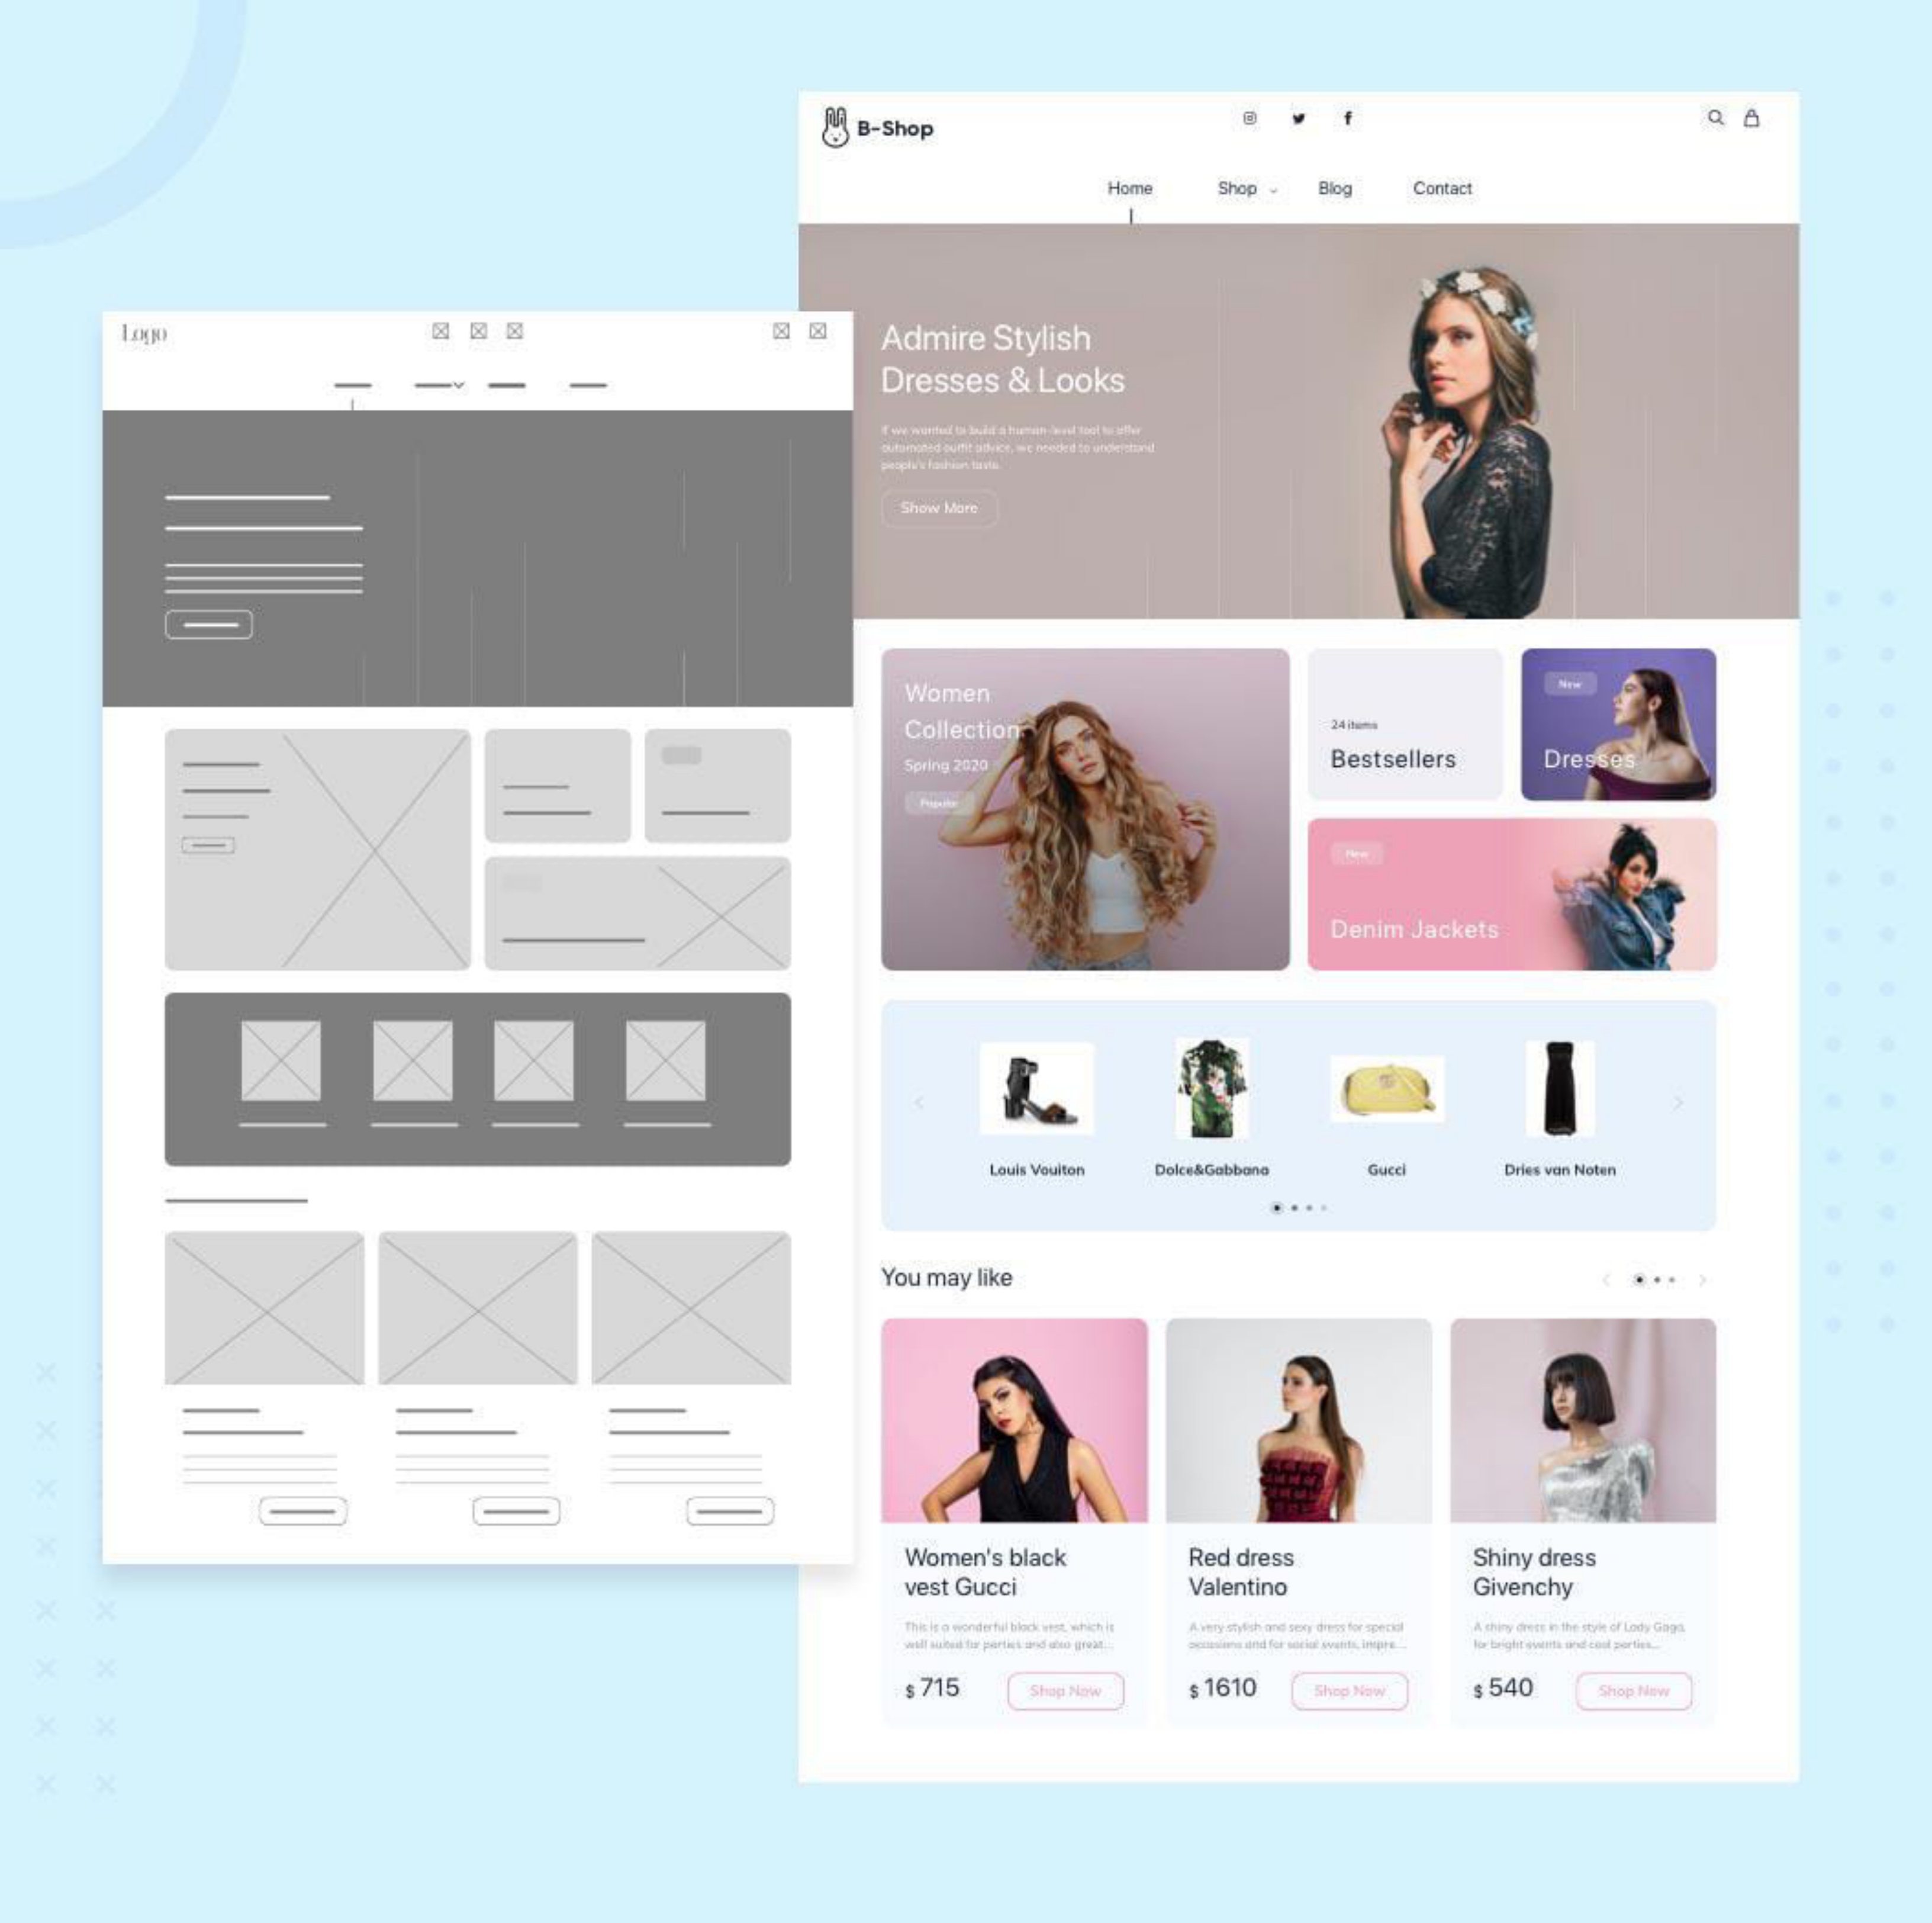 Logo
B-Shop
Home Shop Blog Contact
Admire Stylish
Dresses & Looks
If we wanted to build a human-level tool to offer
automated outfit advice, we needed to understand
people's fashion taste.
Show More
Women
Collection
Spring 2020
Popular
24 items
Bestsellers
New
Dresses
New
Denim Jackets
Louis Vouiton
Dolce&Gabbana
Gucci
Dries van Noten
You may like
Women's black
vest Gucci
This is a wonderful black vest, which is
well suited for parties and also great...
$ 715
Shop Now
Red dress
Valentino
A very stylish and sexy dress for special
occasions and for social events, impre...
$ 1610
Shop Now
Shiny dress
Givenchy
A shiny dress in the style of Lady Gaga,
for bright events and cool parties...
$ 540
Shop Now